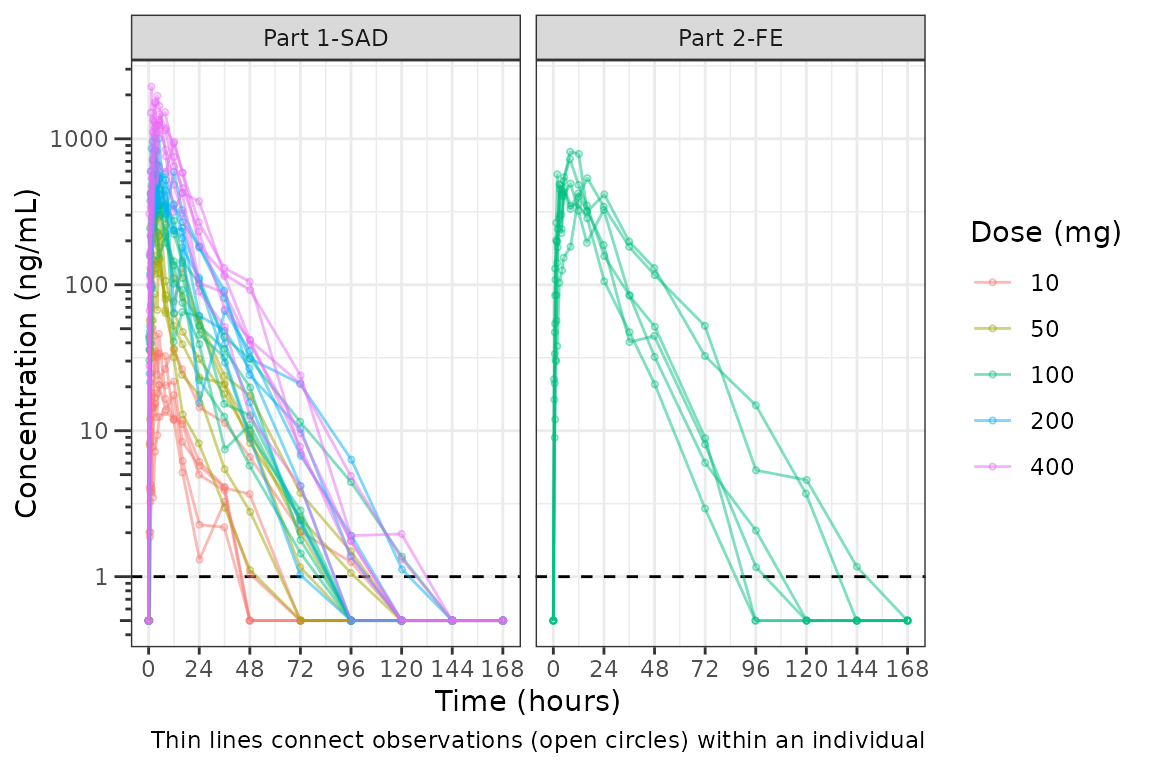 Part 1-SAD
Part 2-FE
Concentration (ng/mL)
1000
100
10
1
0 24 48 72 96 120 144 168
0 24 48 72 96 120 144 168
Time (hours)
Dose (mg)
10
50
100
200
400
Thin lines connect observations (open circles) within an individual